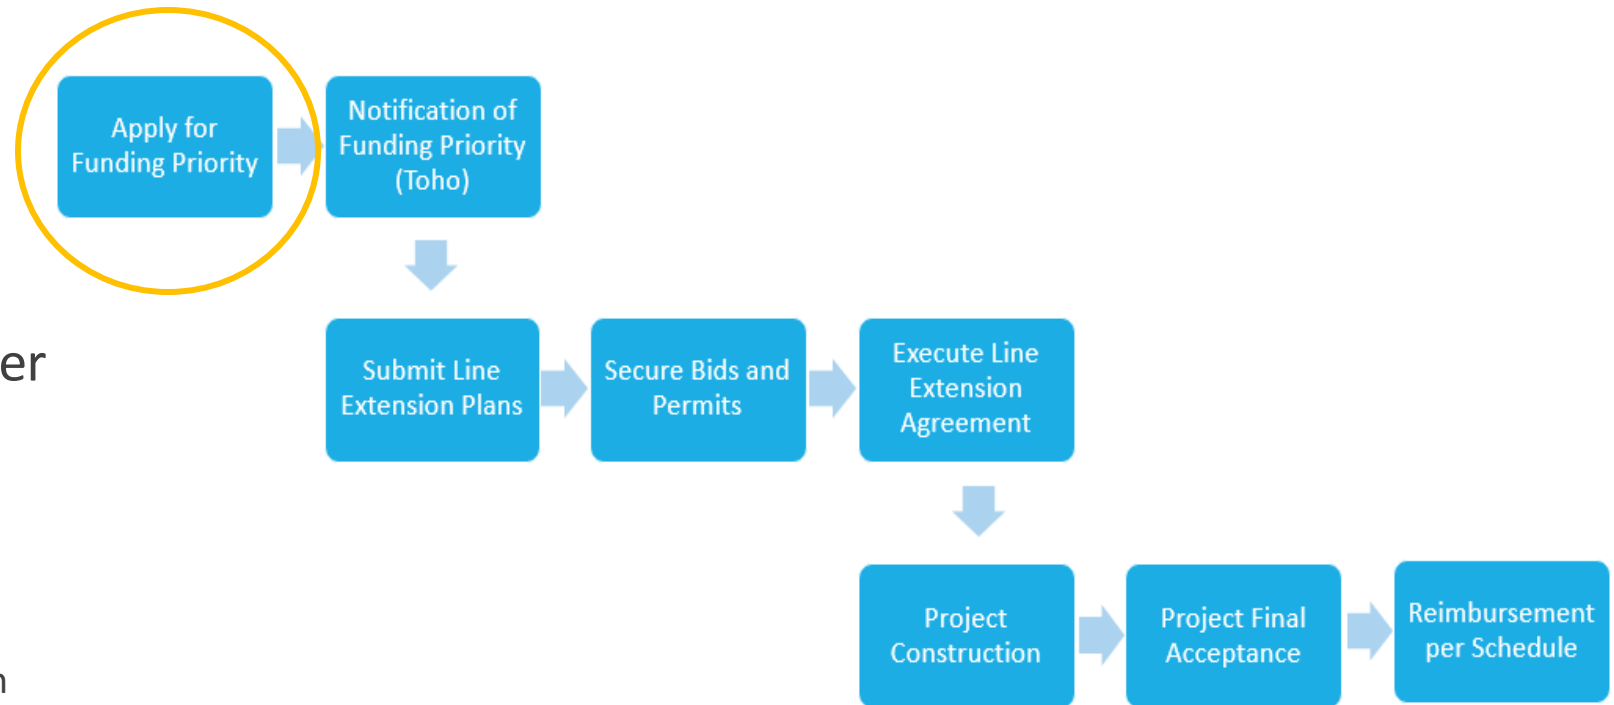 Apply for
Funding Priority
Notification of
Funding Priority
(Toho)
er
Submit Line
Extension Plans
Secure Bids and
Permits
Execute Line
Extension
Agreement
Project
Construction
Project Final
Acceptance
Reimbursement
per Schedule
n